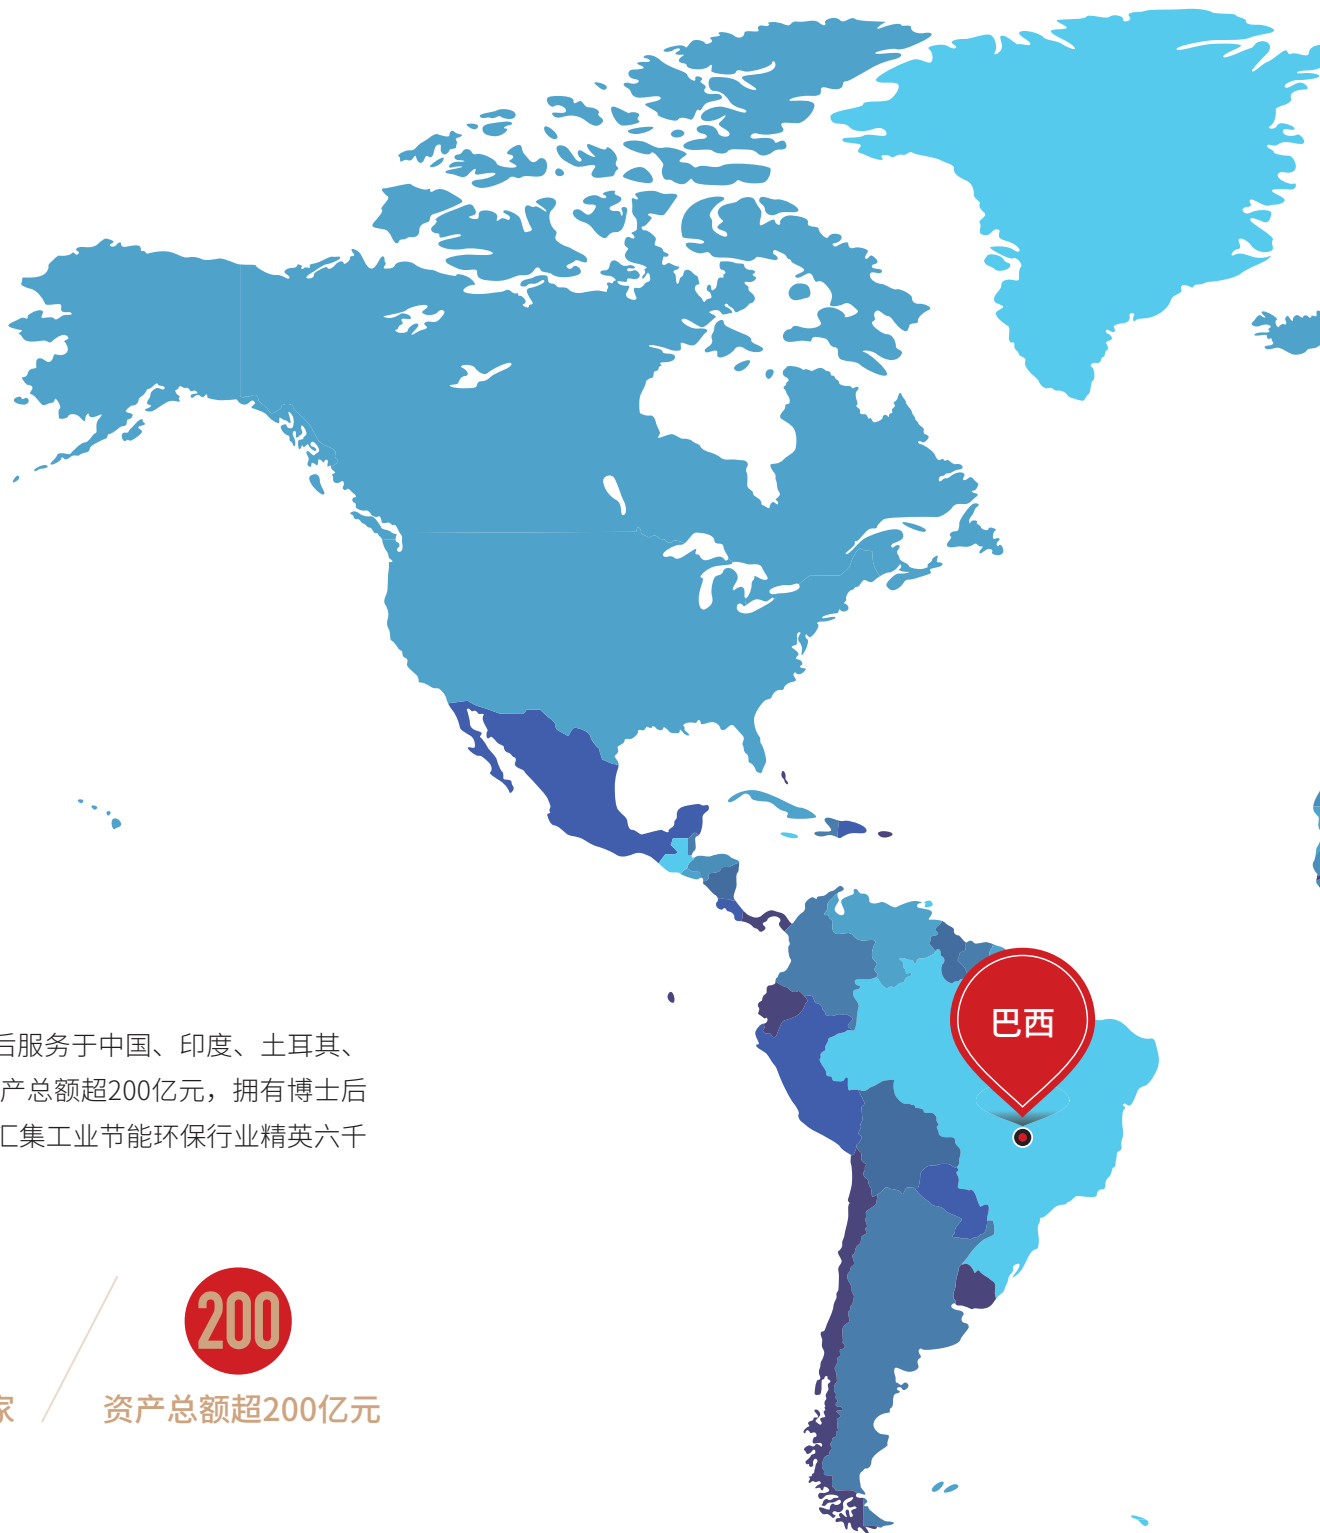 巴西
后服务于中国、印度、土耳其、
产总额超200亿元，拥有博士后
汇集工业节能环保行业精英六千
200
家
资产总额超200亿元